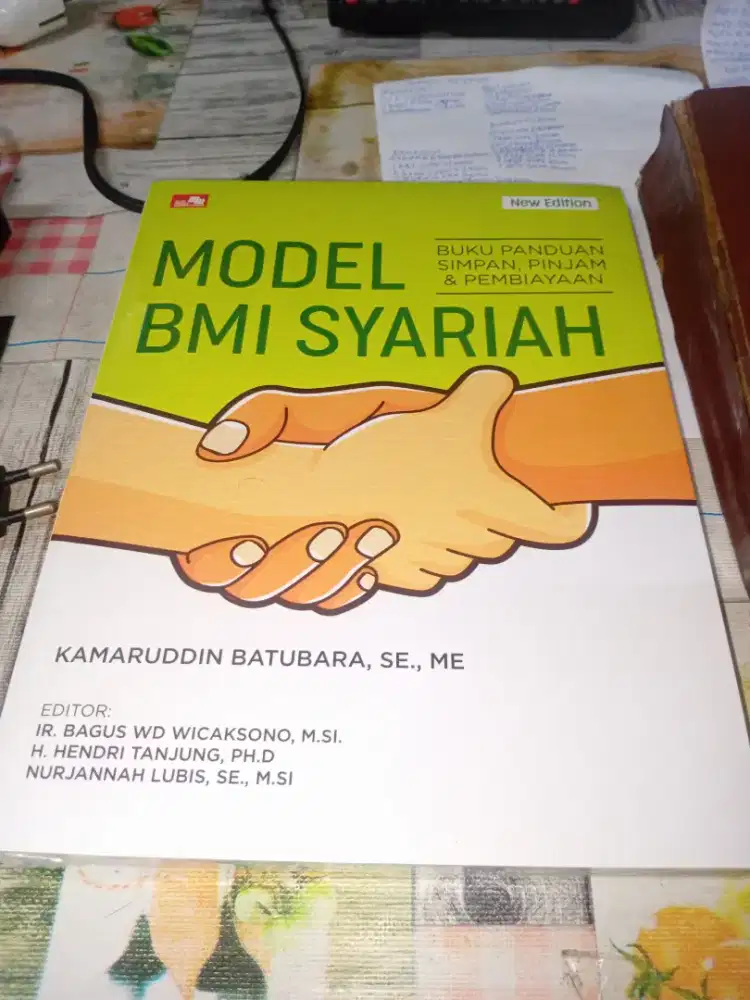 New Edition
MODEL
BMI SYARIAH
BUKU PANDUAN
SIMPAN, PINJAM
& PEMBIAYAAN
KAMARUDDIN BATUBARA, SE., ME
EDITOR:
IR. BAGUS WD WICAKSONO, M.SI.
H. HENDRI TANJUNG, PH.D
NURJANNAH LUBIS, SE., M.SI